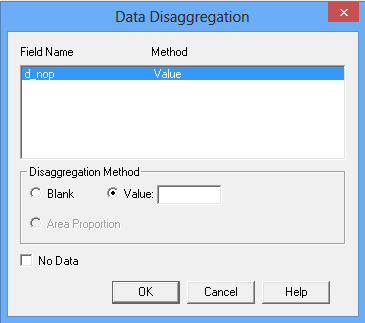 Data Disaggregation
Field Name Method
d_nop Value
Disaggregation Method
Blank Value:
Area Proportion
No Data
OK Cancel Help